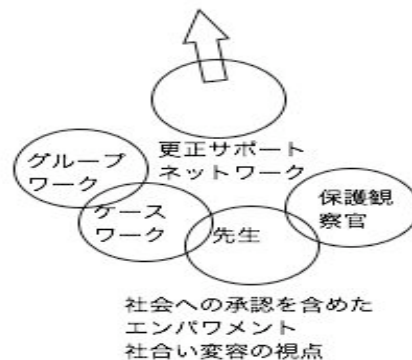 更正サポート
ネットワーク
グループ
ワーク
ケース
ワーク
先生
保護観
察官
社会への承認を含めた
エンパワメント
社合い変容の視点